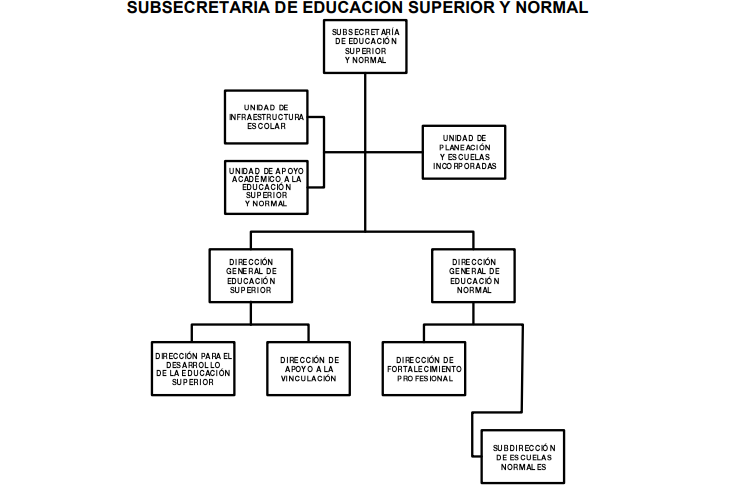 SUBSECRETARÍA DE EDUCACIÓN SUPERIOR Y NORMAL
SUBSECRETARÍA
DE EDUCACIÓN
SUPERIOR
Y NORMAL
UNIDAD DE
INFRAESTRUCTURA
ESCOLAR
UNIDAD DE
PLANEACIÓN
Y ESCUELAS
INCORPORADAS
UNIDAD DE APOYO
ACADÉMICO A LA
EDUCACIÓN
SUPERIOR
Y NORMAL
DIRECCIÓN
GENERAL DE
EDUCACIÓN
SUPERIOR
DIRECCIÓN
GENERAL DE
EDUCACIÓN
NORMAL
DIRECCIÓN PARA EL
DESARROLLO
DE LA EDUCACIÓN
SUPERIOR
DIRECCIÓN DE
APOYO A LA
VINCULACIÓN
DIRECCIÓN DE
FORTALECIMIENTO
PROFESIONAL
SUBDIRECCIÓN
DE ESCUELAS
NORMALES